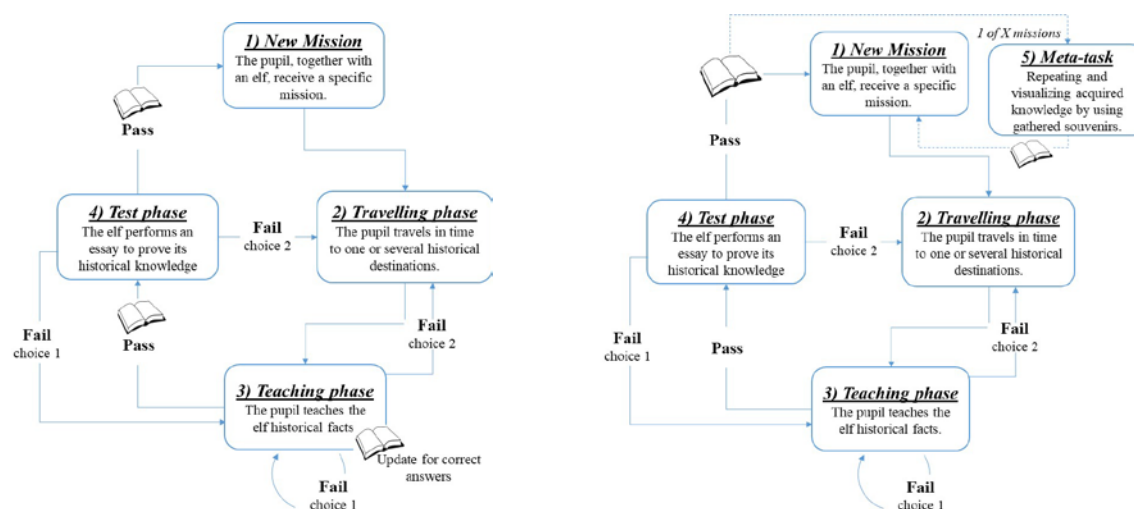 1) New Mission
The pupil, together with
an elf, receive a specific
mission.
Pass
4) Test phase
The elf performs an
essay to prove its
historical knowledge
Fail
choice 2
2) Travelling phase
The pupil travels in time
to one or several historical
destinations.
Fail
choice 1
Pass
Fail
choice 2
3) Teaching phase
The pupil teaches the
elf historical facts
Update for correct
answers
Fail
choice 1
1 of X missions
1) New Mission
The pupil, together with
an elf, receive a specific
mission.
5) Meta-task
Repeating and
visualizing acquired
knowledge by using
gathered souvenirs.
Pass
4) Test phase
The elf performs an
essay to prove its
historical knowledge
Fail
choice 2
2) Travelling phase
The pupil travels in time
to one or several historical
destinations.
Fail
choice 1
Pass
Fail
choice 2
3) Teaching phase
The pupil teaches the
elf historical facts.
Fail
choice 1